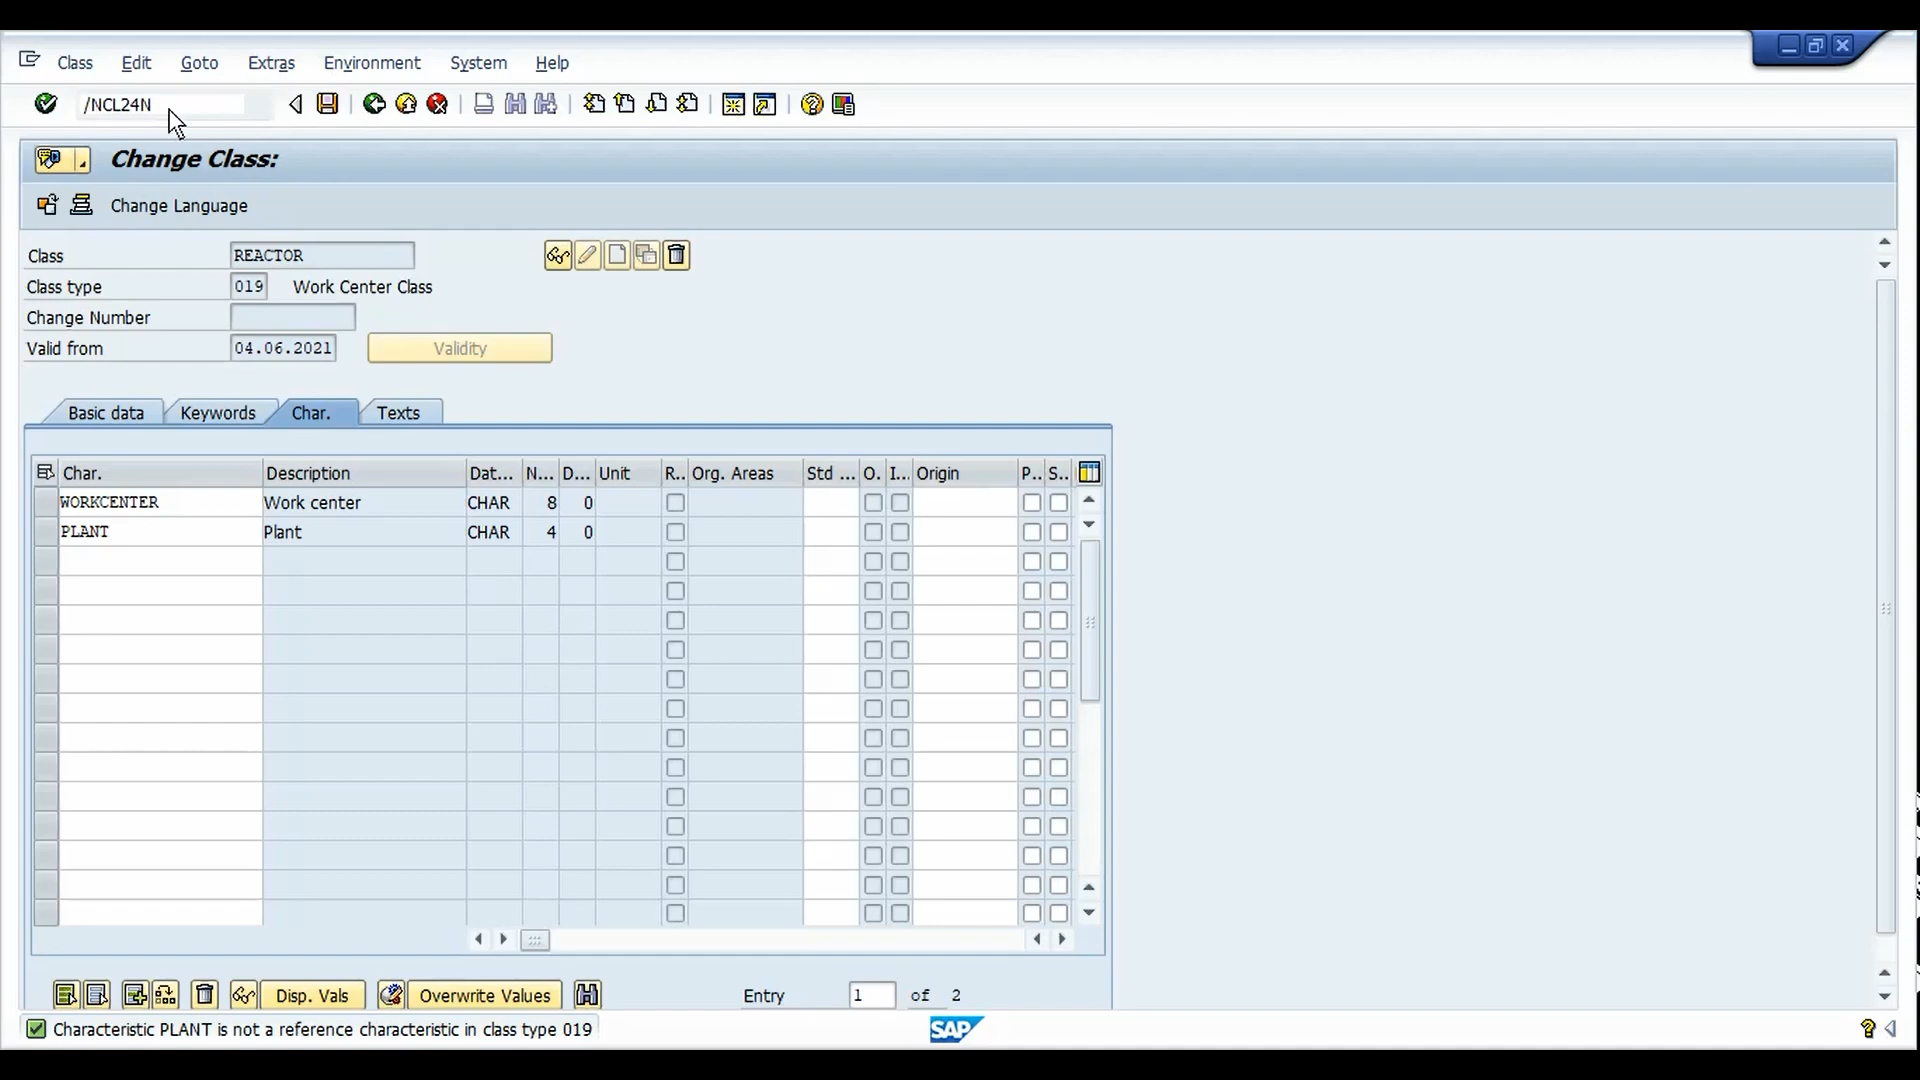 Class Edit Goto Extras Environment System Help
/NCL24N
Change Class:
Change Language
Class REACTOR
Class type 019 Work Center Class
Change Number
Valid from 04.06.2021 Validity
Basic data Keywords Char. Texts
Char. Description Dat... N... D... Unit R.. Org. Areas Std ... O. I... Origin P.. S..
WORKCENTER Work center CHAR 8 0
PLANT Plant CHAR 4 0
Disp. Vals Overwrite Values Entry 1 of 2
Characteristic PLANT is not a reference characteristic in class type 019
SAP